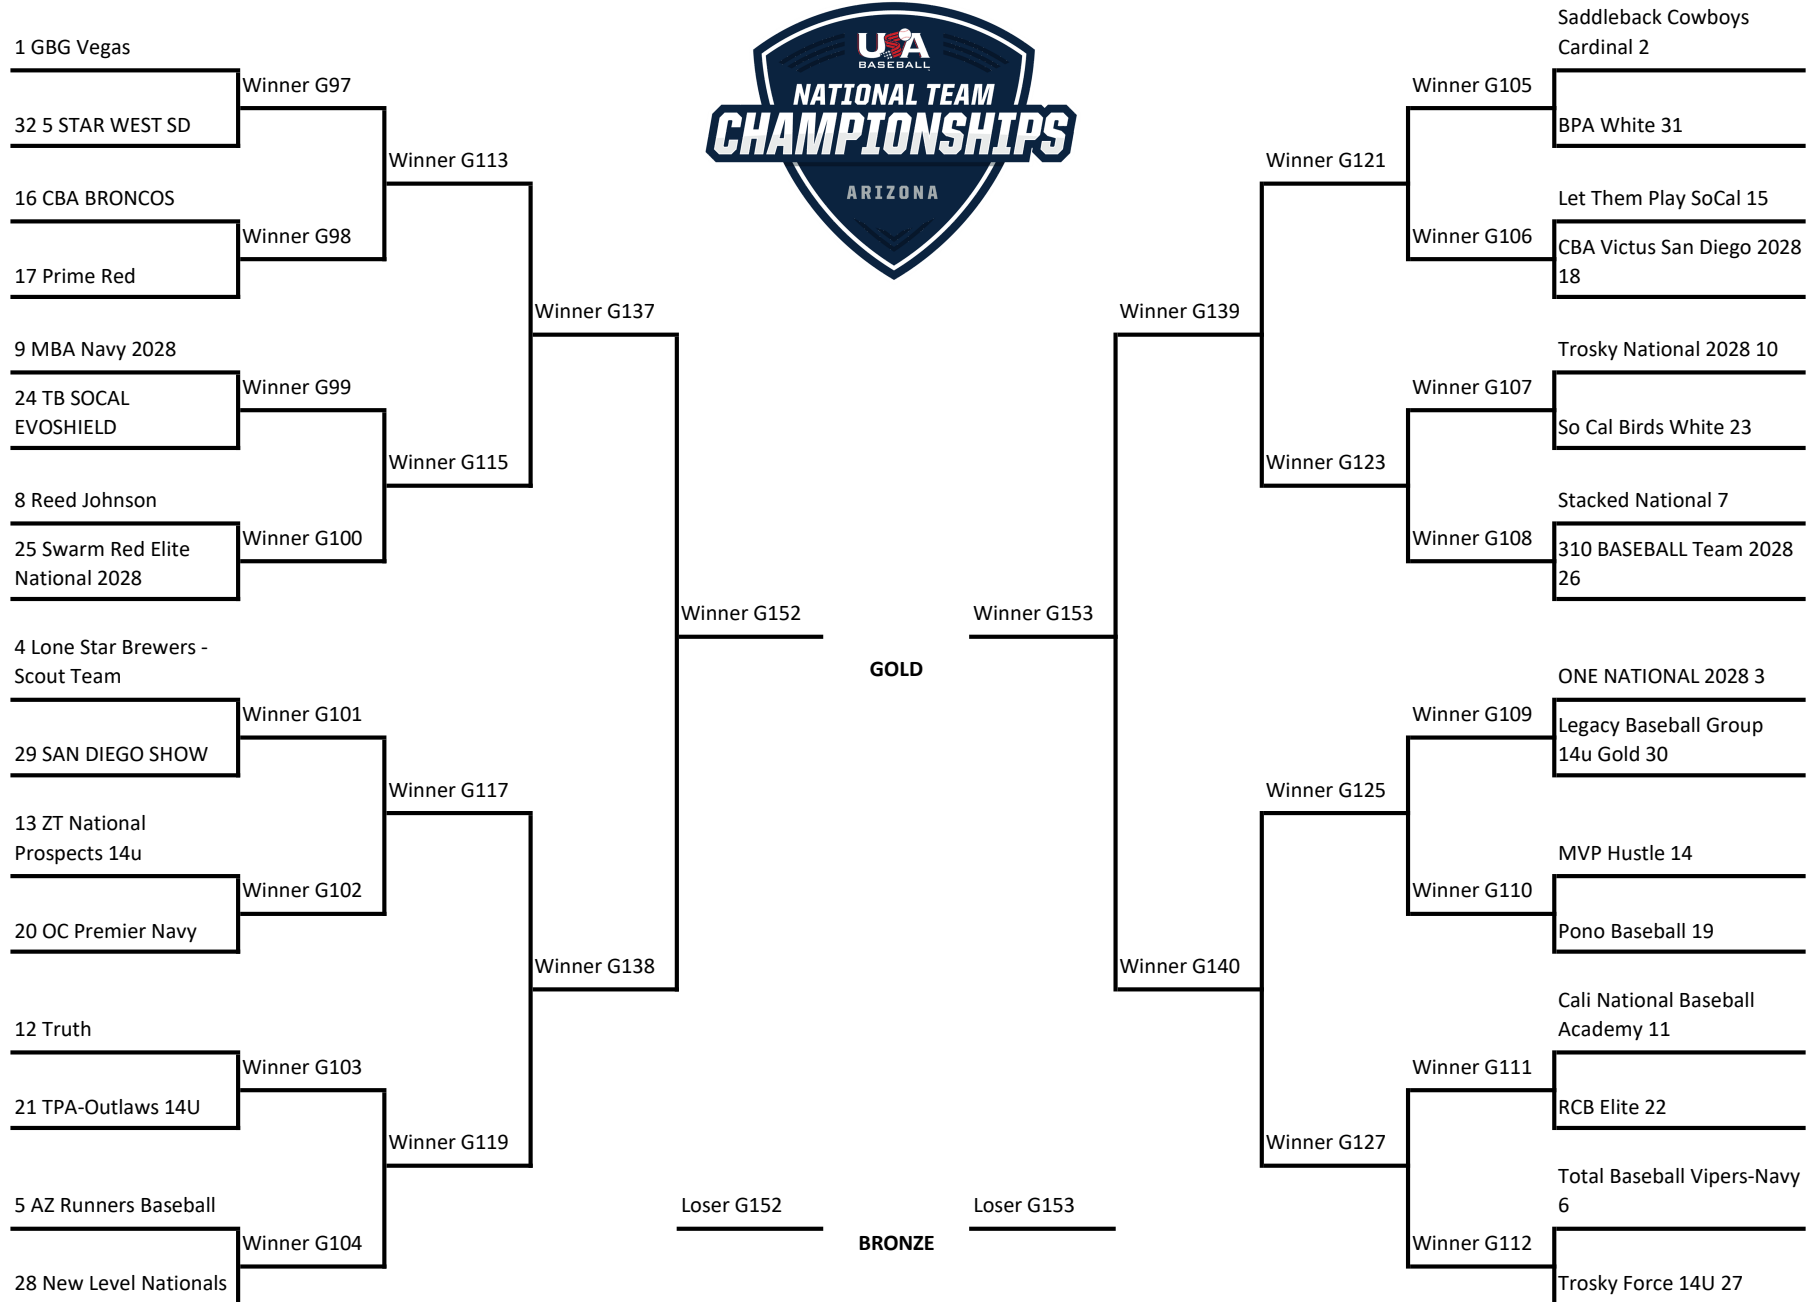 1 GBG Vegas
32 5 STAR WEST SD
16 CBA BRONCOS
17 Prime Red
9 MBA Navy 2028
24 TB SOCAL
EVOSHIELD
8 Reed Johnson
25 Swarm Red Elite
National 2028
4 Lone Star Brewers -
Scout Team
29 SAN DIEGO SHOW
13 ZT National
Prospects 14u
20 OC Premier Navy
12 Truth
21 TPA-Outlaws 14U
5 AZ Runners Baseball
28 New Level Nationals
Winner G97
Winner G98
Winner G99
Winner G100
Winner G101
Winner G102
Winner G103
Winner G104
Winner G113
Winner G115
Winner G117
Winner G119
Winner G137
Winner G138
Winner G152
Loser G152
USA
BASEBALL
NATIONAL TEAM
CHAMPIONSHIPS
ARIZONA
GOLD
BRONZE
Winner G153
Loser G153
Winner G139
Winner G140
Winner G121
Winner G123
Winner G125
Winner G127
Winner G105
Winner G106
Winner G107
Winner G108
Winner G109
Winner G110
Winner G111
Winner G112
Saddleback Cowboys
Cardinal 2
BPA White 31
Let Them Play SoCal 15
CBA Victus San Diego 2028
18
Trosky National 2028 10
So Cal Birds White 23
Stacked National 7
310 BASEBALL Team 2028
26
ONE NATIONAL 2028 3
Legacy Baseball Group
14u Gold 30
MVP Hustle 14
Pono Baseball 19
Cali National Baseball
Academy 11
RCB Elite 22
Total Baseball Vipers-Navy
6
Trosky Force 14U 27